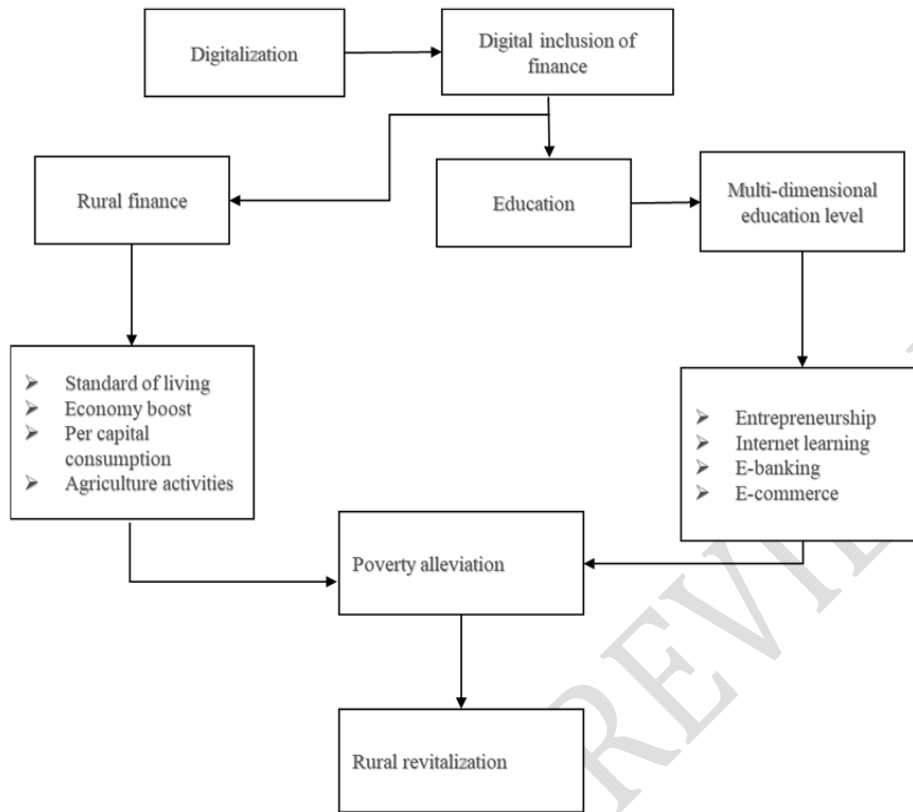 Digitalization
Digital inclusion of
finance
Rural finance
Education
Multi-dimensional
education level
➢ Standard of living
➢ Economy boost
➢ Per capital
consumption
➢ Agriculture activities
➢ Entrepreneurship
➢ Internet learning
➢ E-banking
➢ E-commerce
Poverty alleviation
Rural revitalization